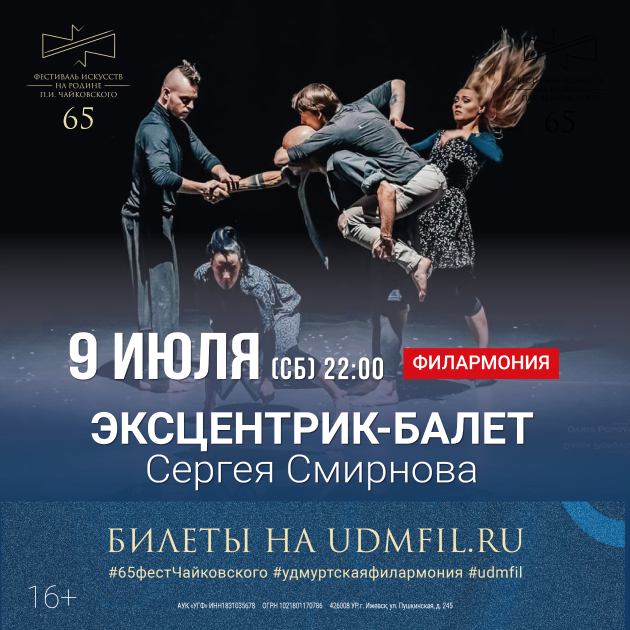 ФЕСТИВАЛЬ ИСКУССТВ
НА РОДИНЕ
П.И. ЧАЙКОВСКОГО
65
65
9 ИЮЛЯ (СБ) 22:00
ФИЛАРМОНИЯ
ЭКСЦЕНТРИК-БАЛЕТ
Сергея Смирнова
БИЛЕТЫ НА UDMFIL.RU
#65фестЧайковского #удмуртскаяфилармония #udmfil
16+
АУК «УГФ» ИНН1831035678 ОГРН 1021801170786 426008 УР,г. Ижевск, ул. Пушкинская, д. 245